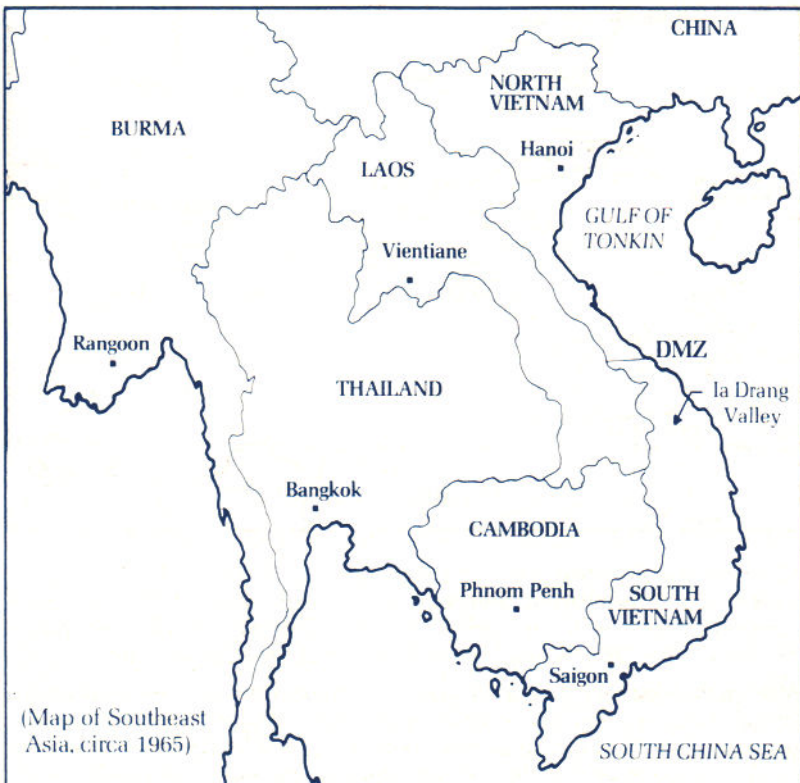 CHINA
NORTH
VIETNAM
BURMA
Hanoi
LAOS
GULF OF
TONKIN
Vientiane
Rangoon
DMZ
THAILAND
Ia Drang
Valley
Bangkok
CAMBODIA
Phnom Penh
SOUTH
VIETNAM
Saigon
(Map of Southeast
Asia, circa 1965)
SOUTH CHINA SEA